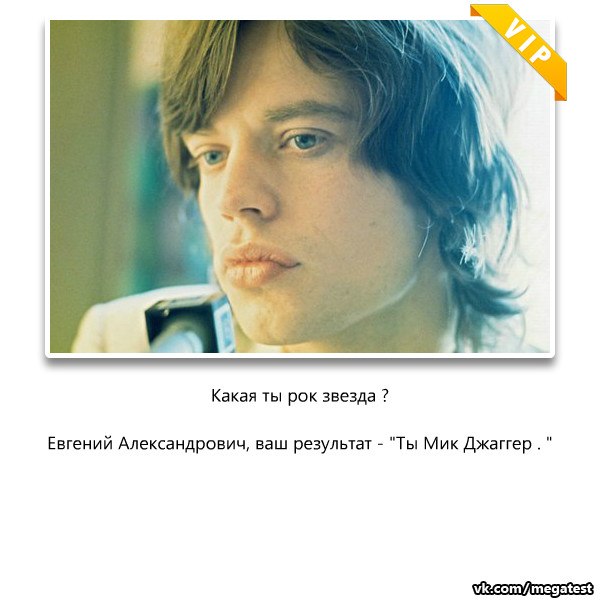 VIP
Какая ты рок звезда ?
Евгений Александрович, ваш результат - "Ты Мик Джаггер . "
vk.com/megatest